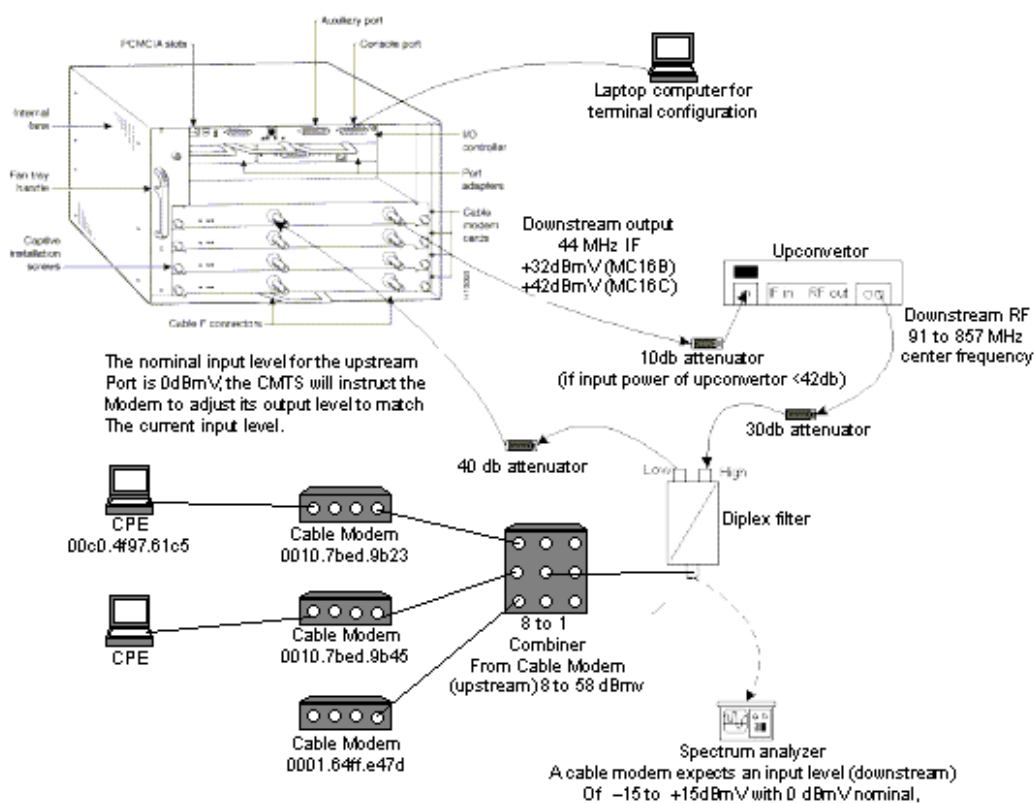 Auxiliary port
PCMCIA slots
Console port
Laptop computer for
terminal configuration
Internal
fans
I/O
controller
Fan tray
handle
Port
adapters
Cable
modem
cards
Captive
installation
screws
Cable F connectors
Downstream output
44 MHz IF
+32dBmV (MC16B)
+42dBmV (MC16C)
Upconvertor
IF in
RF out
Downstream RF
91 to 857 MHz
center frequency
10db attenuator
(if input power of upconvertor <42db)
The nominal input level for the upstream
Port is 0dBmV, the CMTS will instruct the
Modem to adjust its output level to match
The current input level.
30db attenuator
40 db attenuator
Low
High
Diplex filter
CPE
00c0.4f97.61c5
Cable Modem
0010.7bed.9b23
CPE
Cable Modem
0010.7bed.9b45
8 to 1
Combiner
From Cable Modem
(upstream) 8 to 58 dBmv
Cable Modem
0001.64ff.e47d
Spectrum analyzer
A cable modem expects an input level (downstream)
Of -15 to +15dBmV with 0 dBmV nominal,